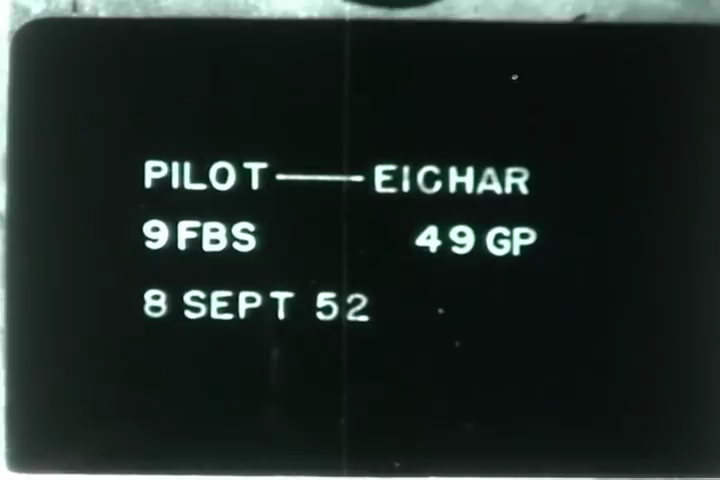 PILOT — EICHAR
9 FBS 49 GP
8 SEPT 52